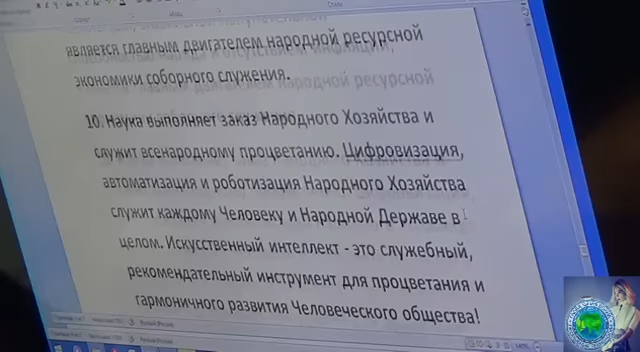 является главным двигателем народной ресурсной
экономики соборного служения.
10. Наука выполняет заказ Народного Хозяйства и
служит всенародному процветанию. Цифровизация,
автоматизация и роботизация Народного Хозяйства
служит каждому Человеку и Народной Державе в
целом. Искусственный интеллект - это служебный,
рекомендательный инструмент для процветания и
гармоничного развития Человеческого общества!